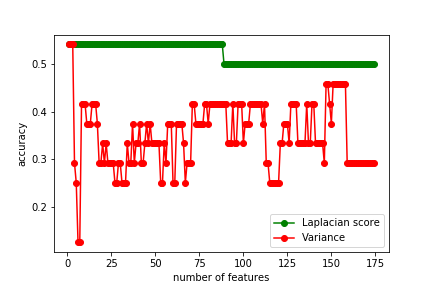 0.5
0.4
0.3
0.2
accuracy
0 25 50 75 100 125 150 175
number of features
Laplacian score
Variance